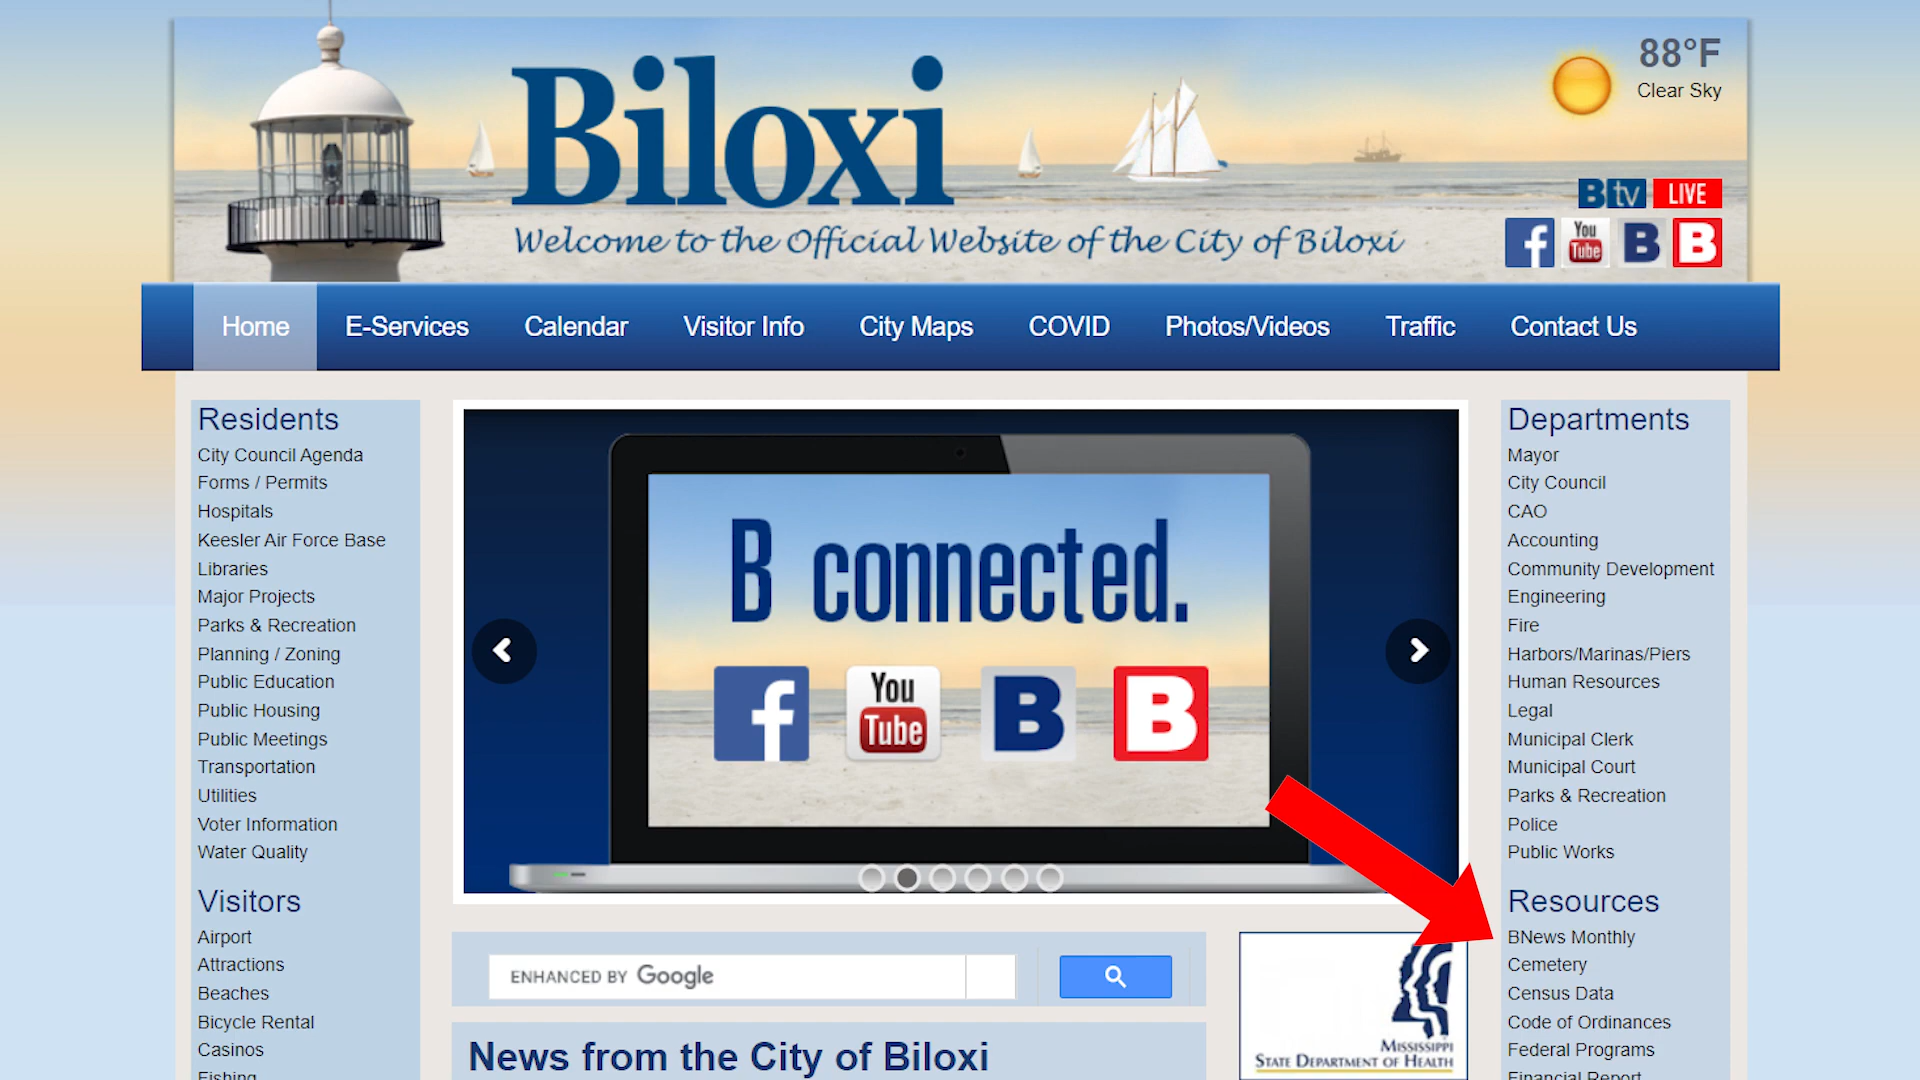 Biloxi
Welcome to the Official Website of the City of Biloxi
88°F
Clear Sky
Btv LIVE
f You Tube B B
Home E-Services Calendar Visitor Info City Maps COVID Photos/Videos Traffic Contact Us
Residents
City Council Agenda
Forms / Permits
Hospitals
Keesler Air Force Base
Libraries
Major Projects
Parks & Recreation
Planning / Zoning
Public Education
Public Housing
Public Meetings
Transportation
Utilities
Voter Information
Water Quality
Visitors
Airport
Attractions
Beaches
Bicycle Rental
Casinos
Fishing
B connected.
f You Tube B B
ENHANCED BY Google
News from the City of Biloxi
MISSISSIPPI
STATE DEPARTMENT OF HEALTH
Departments
Mayor
City Council
CAO
Accounting
Community Development
Engineering
Fire
Harbors/Marinas/Piers
Human Resources
Legal
Municipal Clerk
Municipal Court
Parks & Recreation
Police
Public Works
Resources
BNews Monthly
Cemetery
Census Data
Code of Ordinances
Federal Programs
Financial Report